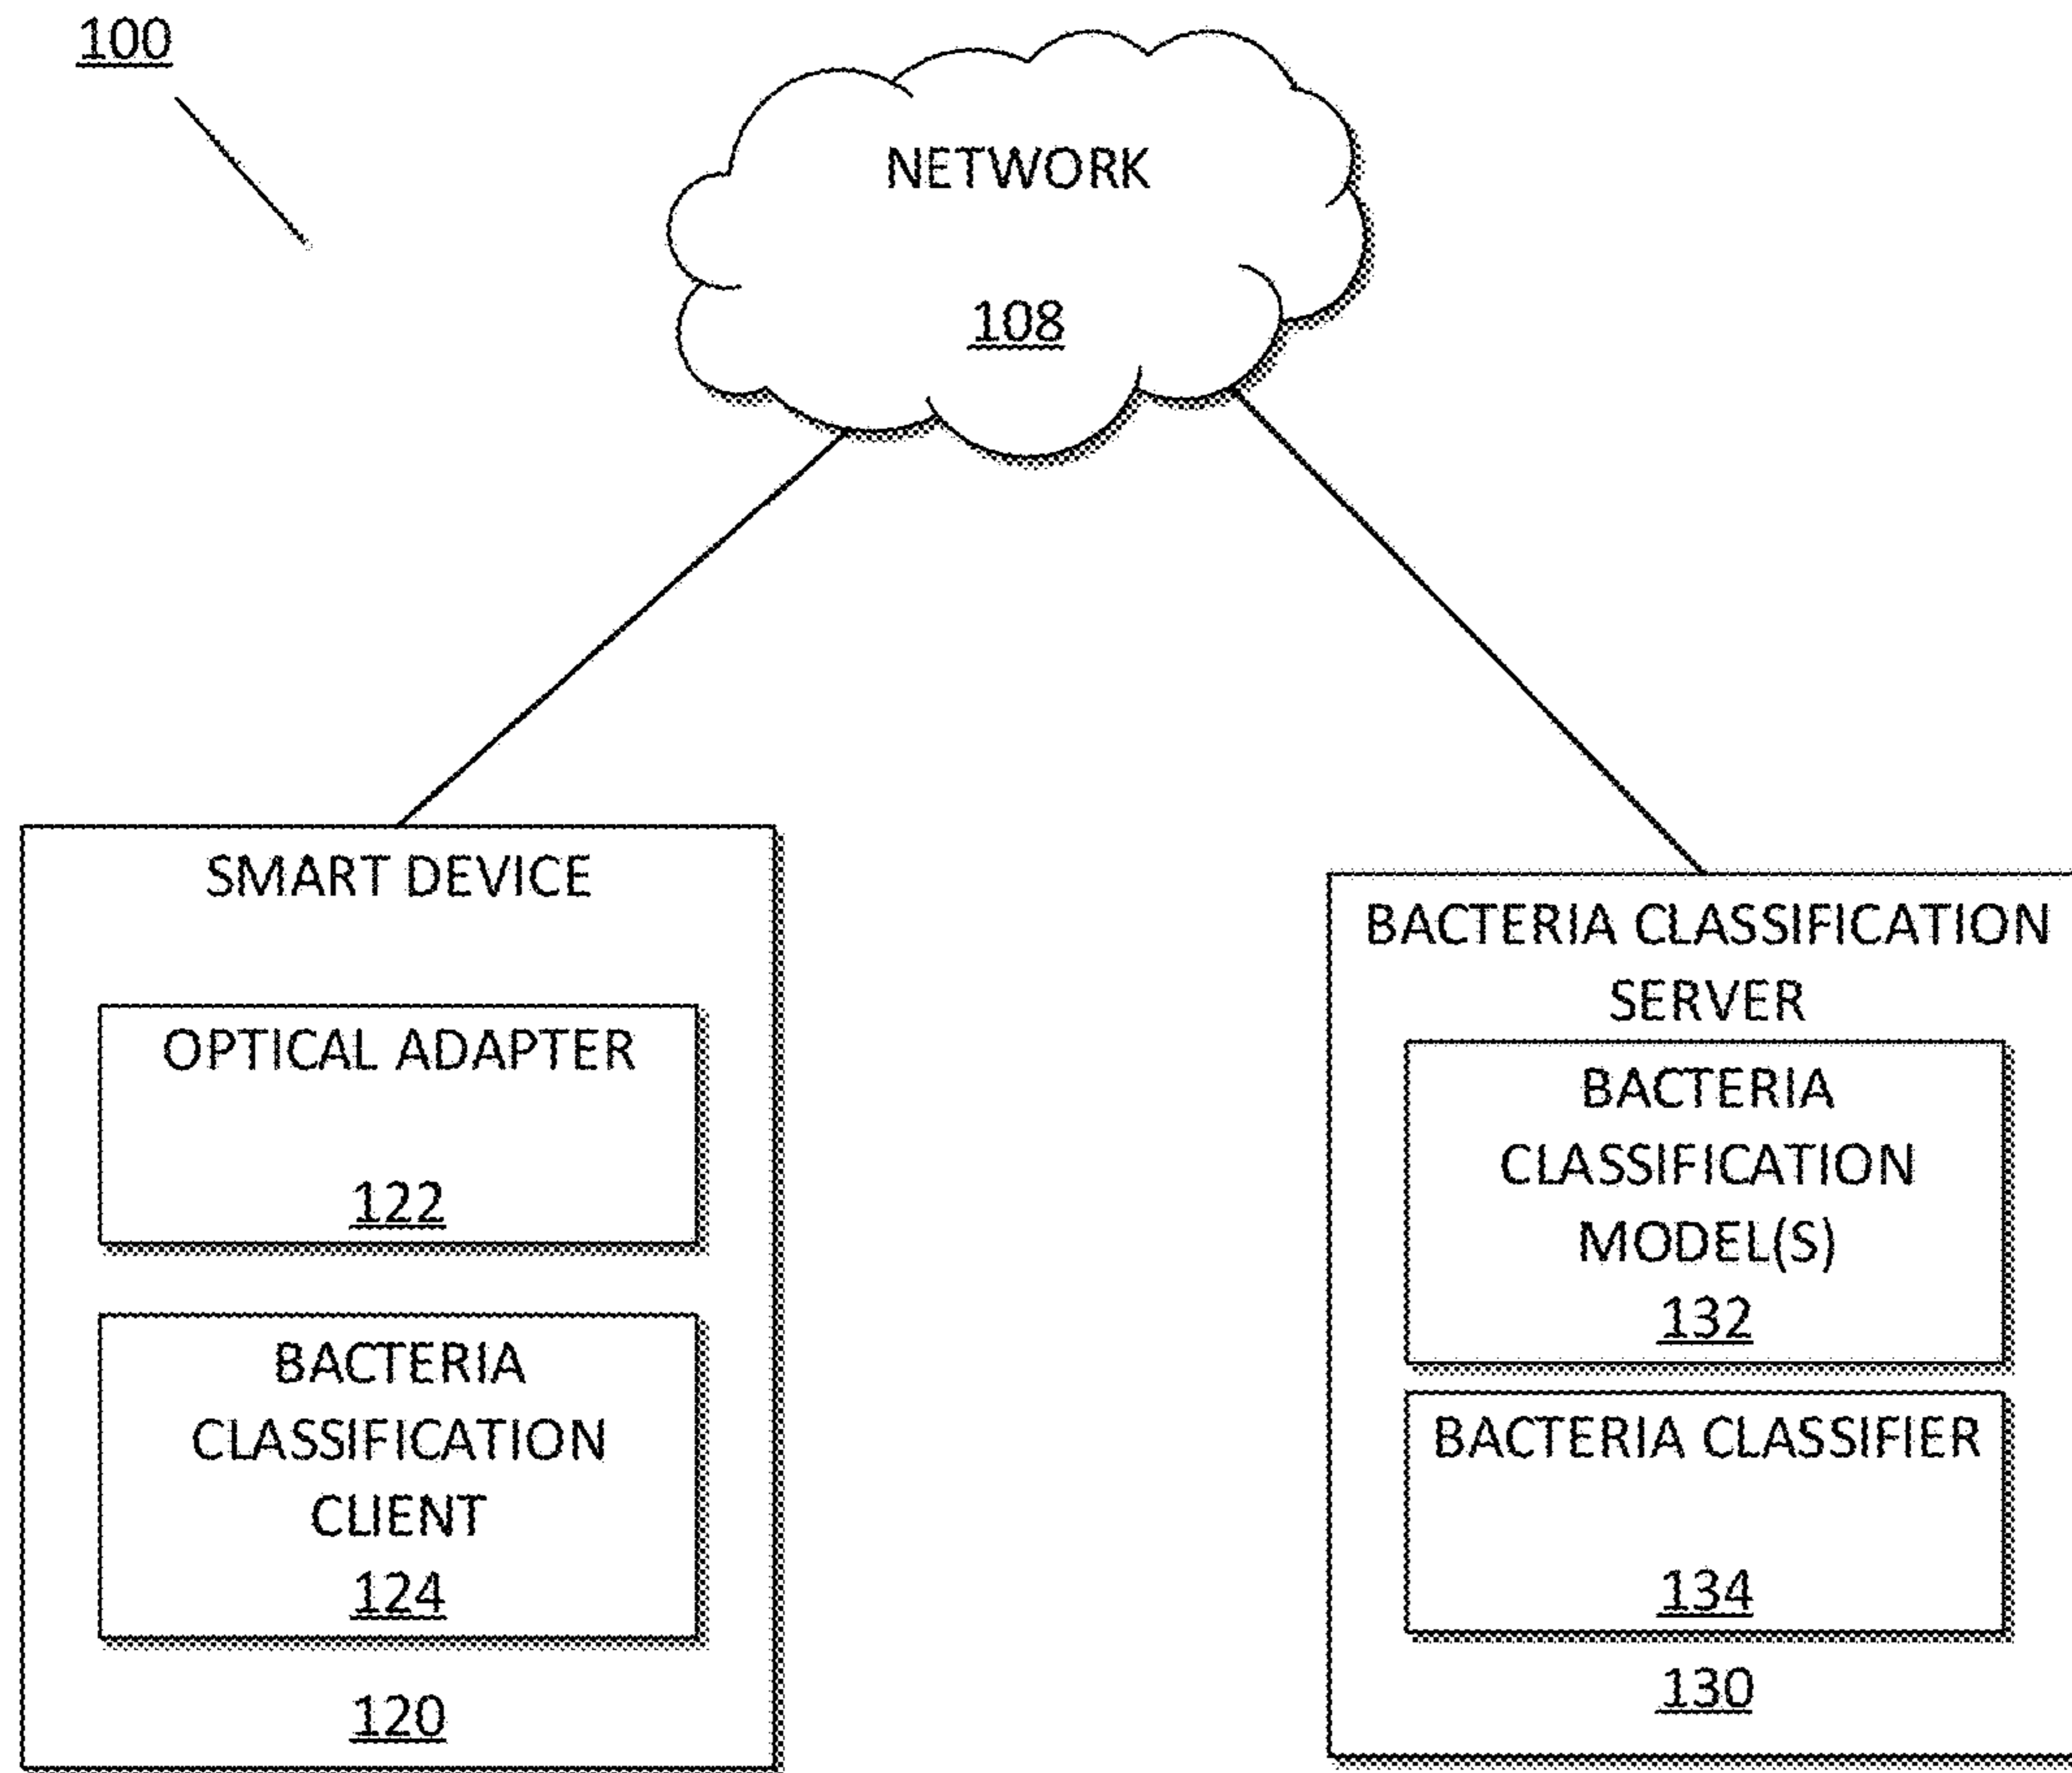 100
NETWORK
108
SMART DEVICE
OPTICAL ADAPTER
122
BACTERIA
CLASSIFICATION
CLIENT
124
120
BACTERIA CLASSIFICATION
SERVER
BACTERIA
CLASSIFICATION
MODEL(S)
132
BACTERIA CLASSIFIER
134
130